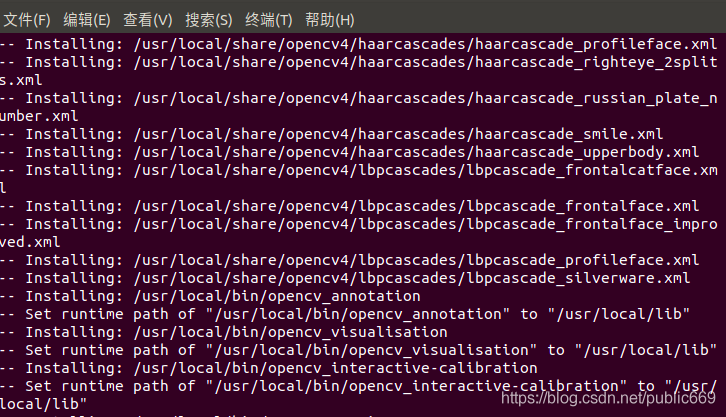 文件(F) 编辑(E) 查看(V) 搜索(S) 终端(T) 帮助(H)
-- Installing: /usr/local/share/opencv4/haarcascades/haarcascade_profileface.xml
-- Installing: /usr/local/share/opencv4/haarcascades/haarcascade_righteye_2split
s.xml
-- Installing: /usr/local/share/opencv4/haarcascades/haarcascade_russian_plate_n
umber.xml
-- Installing: /usr/local/share/opencv4/haarcascades/haarcascade_smile.xml
-- Installing: /usr/local/share/opencv4/haarcascades/haarcascade_upperbody.xml
-- Installing: /usr/local/share/opencv4/lbpcascades/lbpcascade_frontalcatface.xm
l
-- Installing: /usr/local/share/opencv4/lbpcascades/lbpcascade_frontalface.xml
-- Installing: /usr/local/share/opencv4/lbpcascades/lbpcascade_frontalface_impro
ved.xml
-- Installing: /usr/local/share/opencv4/lbpcascades/lbpcascade_profileface.xml
-- Installing: /usr/local/share/opencv4/lbpcascades/lbpcascade_silverware.xml
-- Installing: /usr/local/bin/opencv_annotation
-- Set runtime path of "/usr/local/bin/opencv_annotation" to "/usr/local/lib"
-- Installing: /usr/local/bin/opencv_visualisation
-- Set runtime path of "/usr/local/bin/opencv_visualisation" to "/usr/local/lib"
-- Installing: /usr/local/bin/opencv_interactive-calibration
-- Set runtime path of "/usr/local/bin/opencv_interactive-calibration" to "/usr/
local/lib"
https://blog.csdn.net/public669